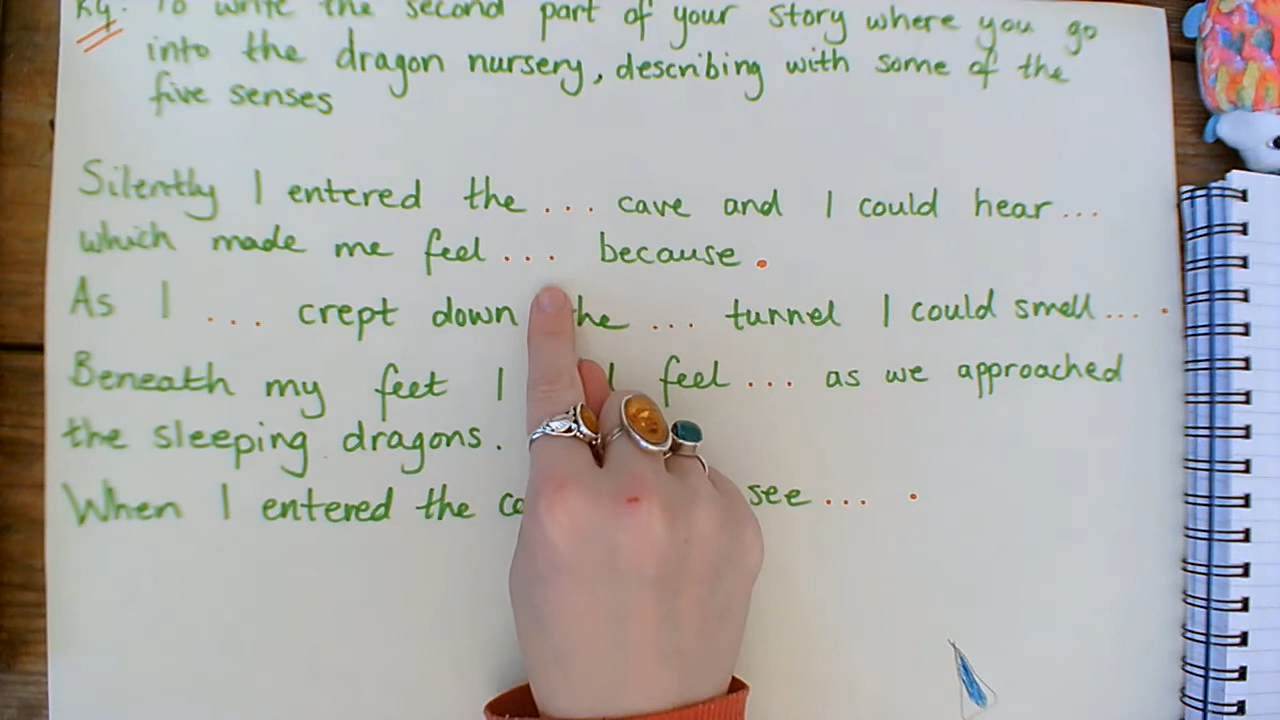 To write the second part of your story where you go
into the dragon nursery, describing with some of the
five senses
Silently I entered the ... cave and I could hear ...
which made me feel ... because.
As I ... crept down the ... tunnel I could smell ... .
Beneath my feet I feel ... as we approached
the sleeping dragons.
When I entered the see ... .